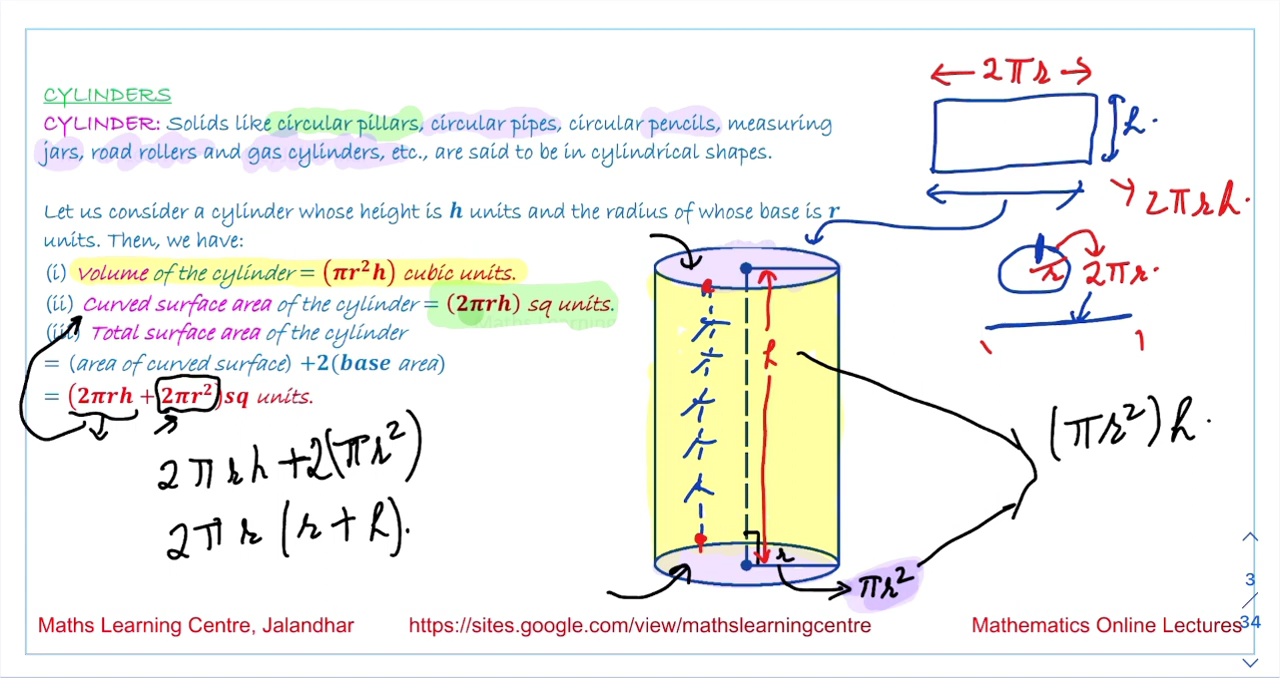 CYLINDERS
CYLINDER: Solids like circular pillars, circular pipes, circular pencils, measuring
jars, road rollers and gas cylinders, etc., are said to be in cylindrical shapes.
Let us consider a cylinder whose height is h units and the radius of whose base is r
units. Then, we have:
(i) Volume of the cylinder = (πr²h) cubic units.
(ii) Curved surface area of the cylinder = (2πrh) sq units.
(iii) Total surface area of the cylinder
= (area of curved surface) +2(base area)
= (2πrh + 2πr²)sq units.
2πrh+2(πr²)
2πr(r+h).
2πr
h.
2πrh.
r
2πr.
h
r
πr²
(πr²)h.
Maths Learning Centre, Jalandhar
https://sites.google.com/view/mathslearningcentre
Mathematics Online Lectures
3
/
34